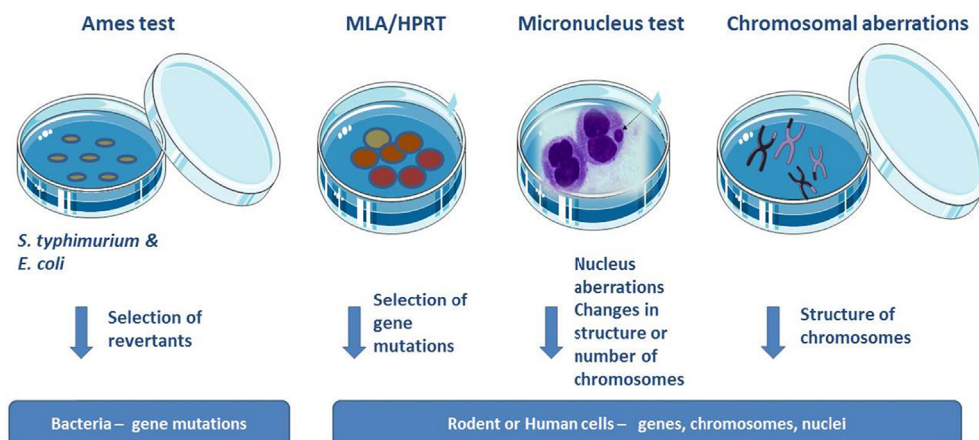 Ames test
MLA/HPRT
Micronucleus test
Chromosomal aberrations
S. typhimurium &
E. coli
Selection of
revertants
Selection of
gene
mutations
Nucleus
aberrations
Changes in
structure or
number of
chromosomes
Structure of
chromosomes
Bacteria – gene mutations
Rodent or Human cells – genes, chromosomes, nuclei